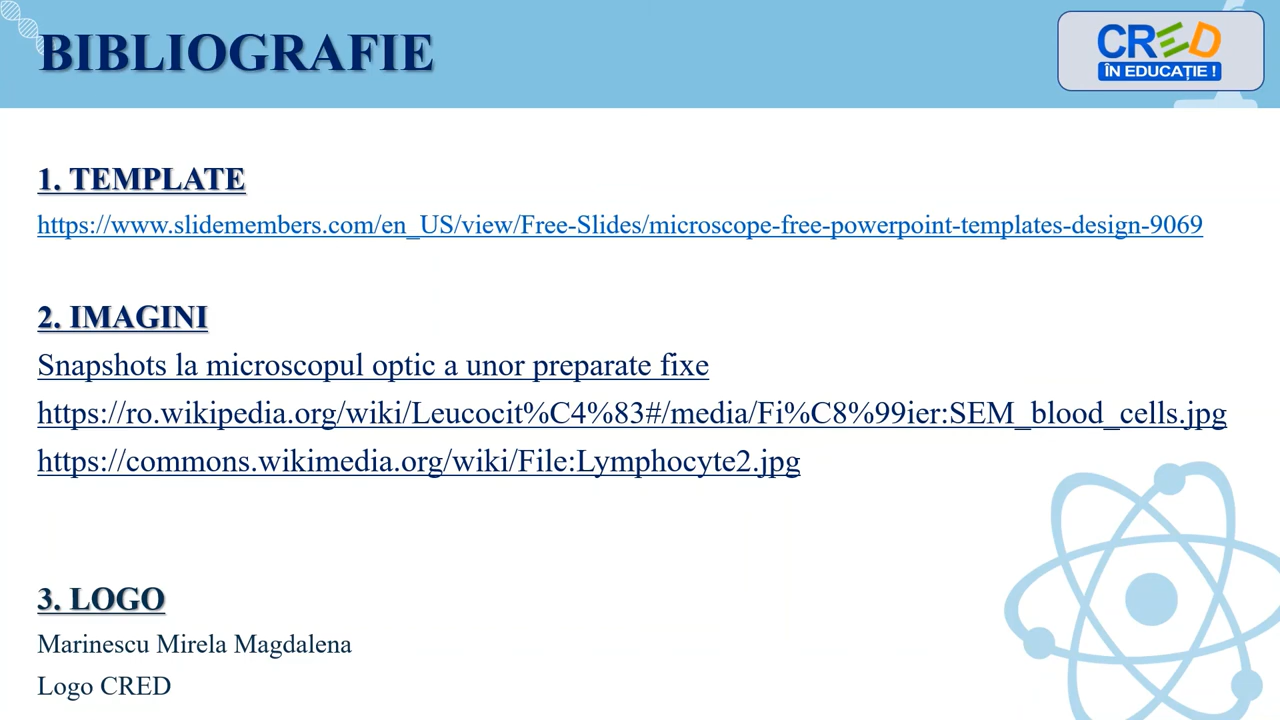 BIBLIOGRAFIE
CRED
ÎN EDUCAȚIE !
1. TEMPLATE
https://www.slidemembers.com/en_US/view/Free-Slides/microscope-free-powerpoint-templates-design-9069
2. IMAGINI
Snapshots la microscopul optic a unor preparate fixe
https://ro.wikipedia.org/wiki/Leucocit%C4%83#/media/Fi%C8%99ier:SEM_blood_cells.jpg
https://commons.wikimedia.org/wiki/File:Lymphocyte2.jpg
3. LOGO
Marinescu Mirela Magdalena
Logo CRED